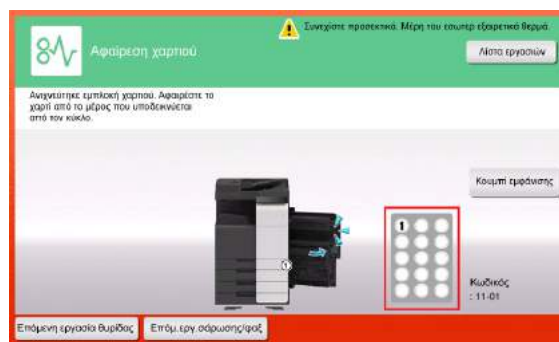 Συνεχίστε προσεκτικά. Μέρη του εσωτερ εξαιρετικά θερμά.
Αφαίρεση χαρτιού
Λίστα εργασιών
Ανιχνεύτηκε εμπλοκή χαρτιού. Αφαιρέστε το
χαρτί από το μέρος που υποδεικνύεται
από τον κύκλο.
Κουμπί εμφάνισης
1
1
Κωδικός
: 11-01
Επόμενη εργασία θυρίδας
Επόμ.εργ.σάρωσης/φαξ